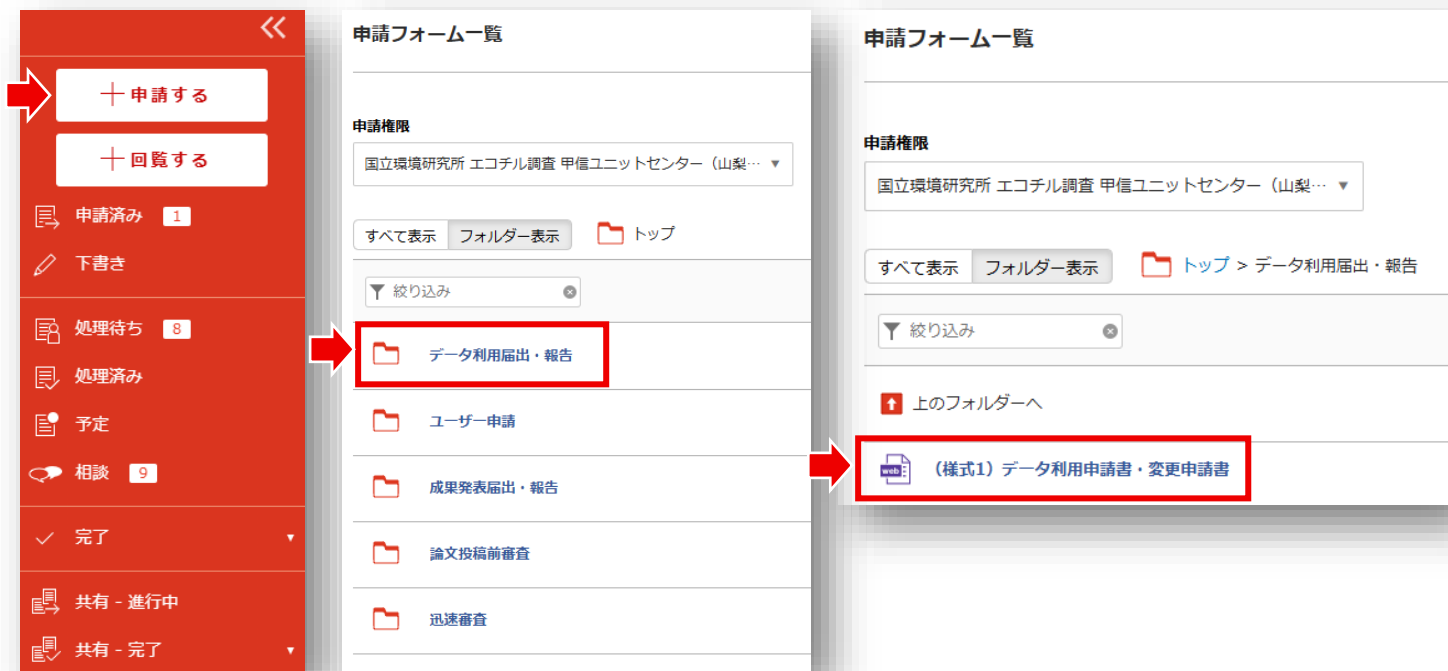 申請する
回覧する
申請済み 1
下書き
処理待ち 8
処理済み
予定
相談 9
完了
共有 - 進行中
共有 - 完了
申請フォーム一覧
申請権限
国立環境研究所 エコチル調査 甲信ユニットセンター（山梨…
すべて表示 フォルダー表示 トップ
絞り込み
データ利用届出・報告
ユーザー申請
成果発表届出・報告
論文投稿前審査
迅速審査
申請フォーム一覧
申請権限
国立環境研究所 エコチル調査 甲信ユニットセンター（山梨…
すべて表示 フォルダー表示 トップ > データ利用届出・報告
絞り込み
上のフォルダーへ
web （様式1）データ利用申請書・変更申請書